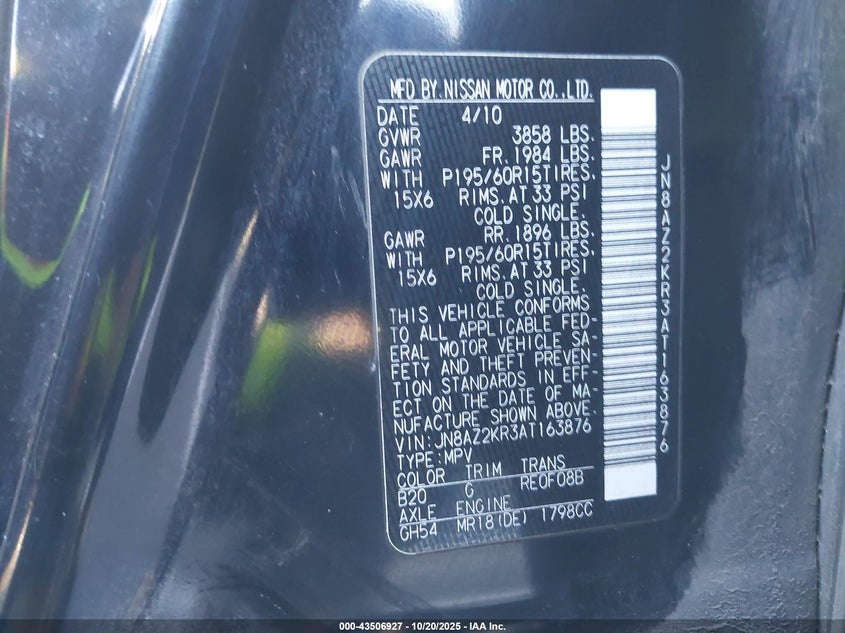 MFD BY NISSAN MOTOR CO.,LTD.
DATE 4/10
GVWR 3858 LBS.
GAWR FR. 1984 LBS.
WITH P195/60R15TIRES.
15X6 RIMS. AT 33 PSI
COLD SINGLE.
GAWR RR. 1896 LBS.
WITH P195/60R15TIRES.
15X6 RIMS. AT 33 PSI
COLD SINGLE.
THIS VEHICLE CONFORMS
TO ALL APPLICABLE FED-
ERAL MOTOR VEHICLE SA-
FETY AND THEFT PREVEN-
TION STANDARDS IN EFF-
ECT ON THE DATE OF MA-
NUFACTURE SHOWN ABOVE.
VIN:JN8AZ2KR3AT163876
TYPE:MPV
COLOR TRIM TRANS
B20 G RE0F08B
AXLE ENGINE
GH54 MR18(DE) 1798CC
JN8AZ2KR3AT163876
000-43506927 - 10/20/2025 - IAA Inc.